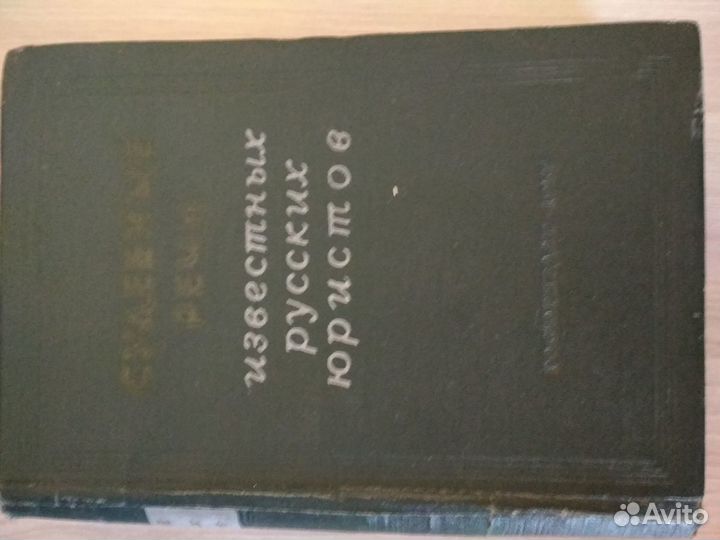 СУДЕБНЫЕ
РЕЧИ
известных
русских
юристов
Avito